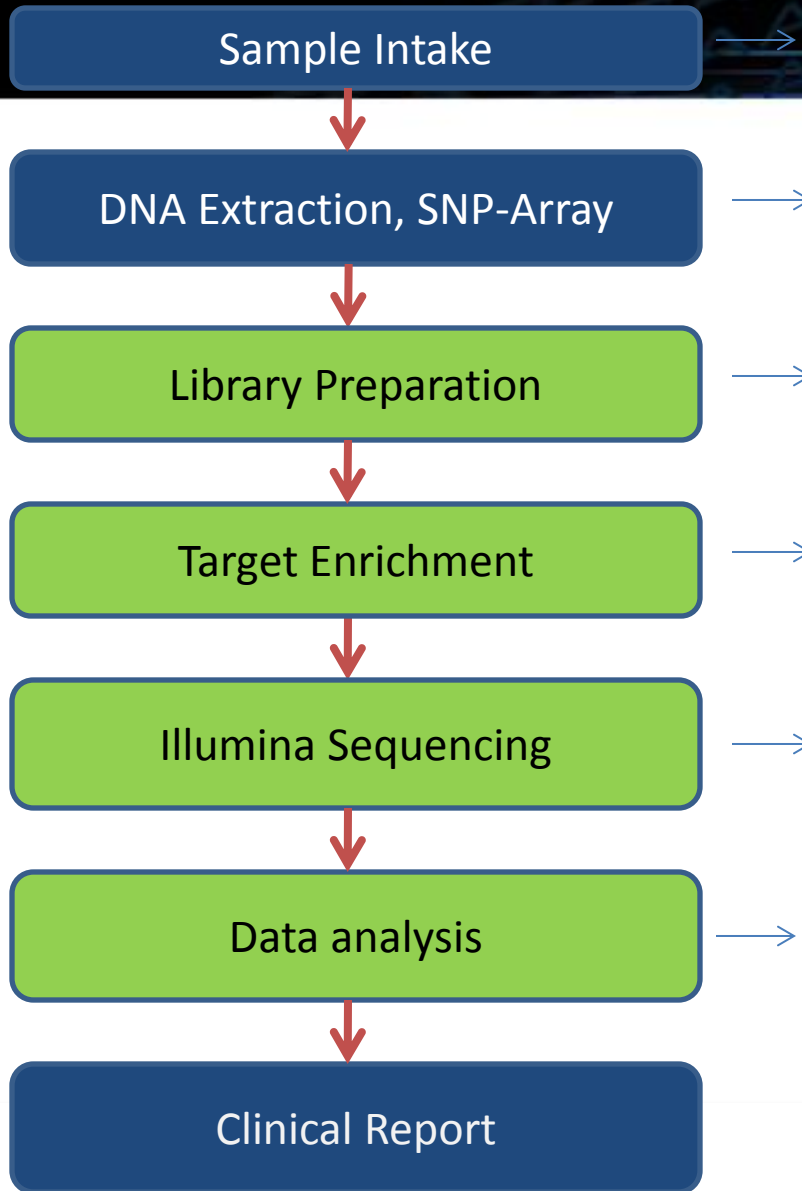 Sample Intake
DNA Extraction, SNP-Array
Library Preparation
Target Enrichment
Illumina Sequencing
Data analysis
Clinical Report